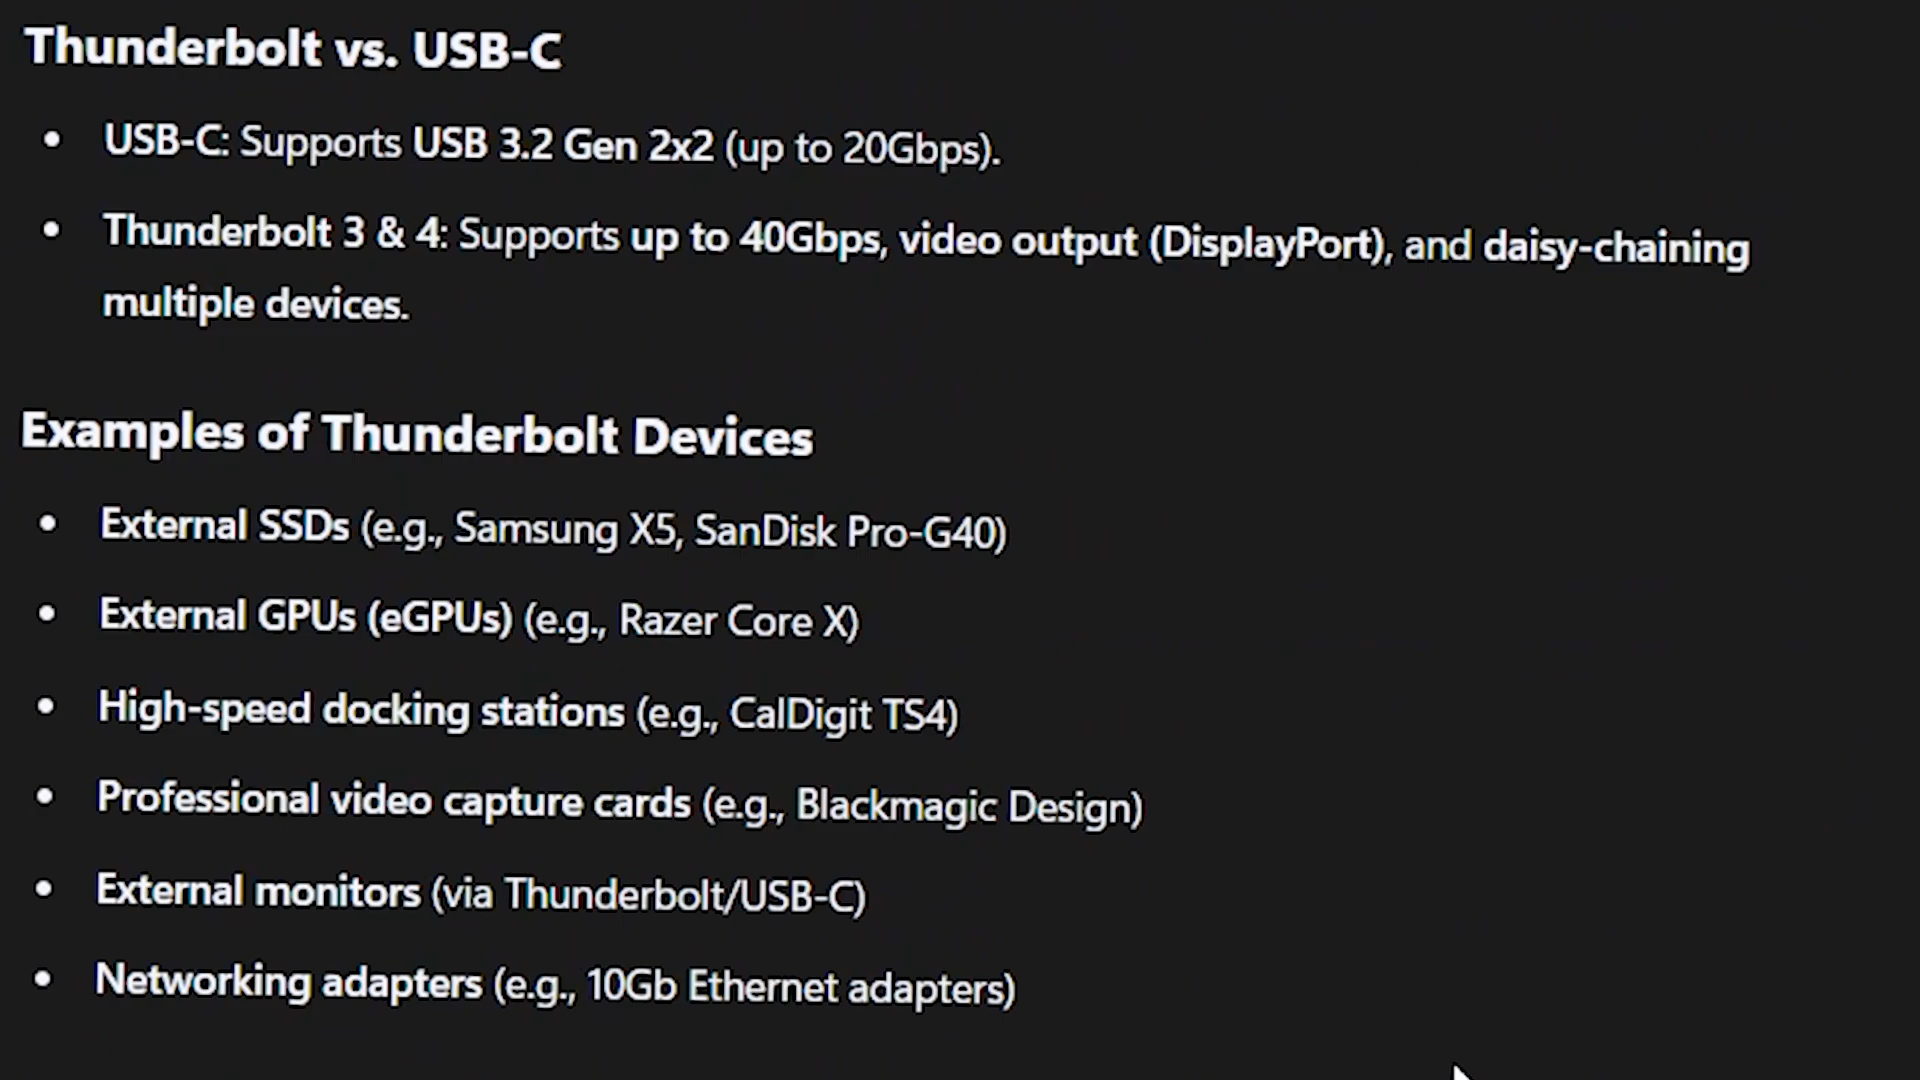 Thunderbolt vs. USB-C
• USB-C: Supports USB 3.2 Gen 2x2 (up to 20Gbps).
• Thunderbolt 3 & 4: Supports up to 40Gbps, video output (DisplayPort), and daisy-chaining
multiple devices.
Examples of Thunderbolt Devices
• External SSDs (e.g., Samsung X5, SanDisk Pro-G40)
• External GPUs (eGPUs) (e.g., Razer Core X)
• High-speed docking stations (e.g., CalDigit TS4)
• Professional video capture cards (e.g., Blackmagic Design)
• External monitors (via Thunderbolt/USB-C)
• Networking adapters (e.g., 10Gb Ethernet adapters)